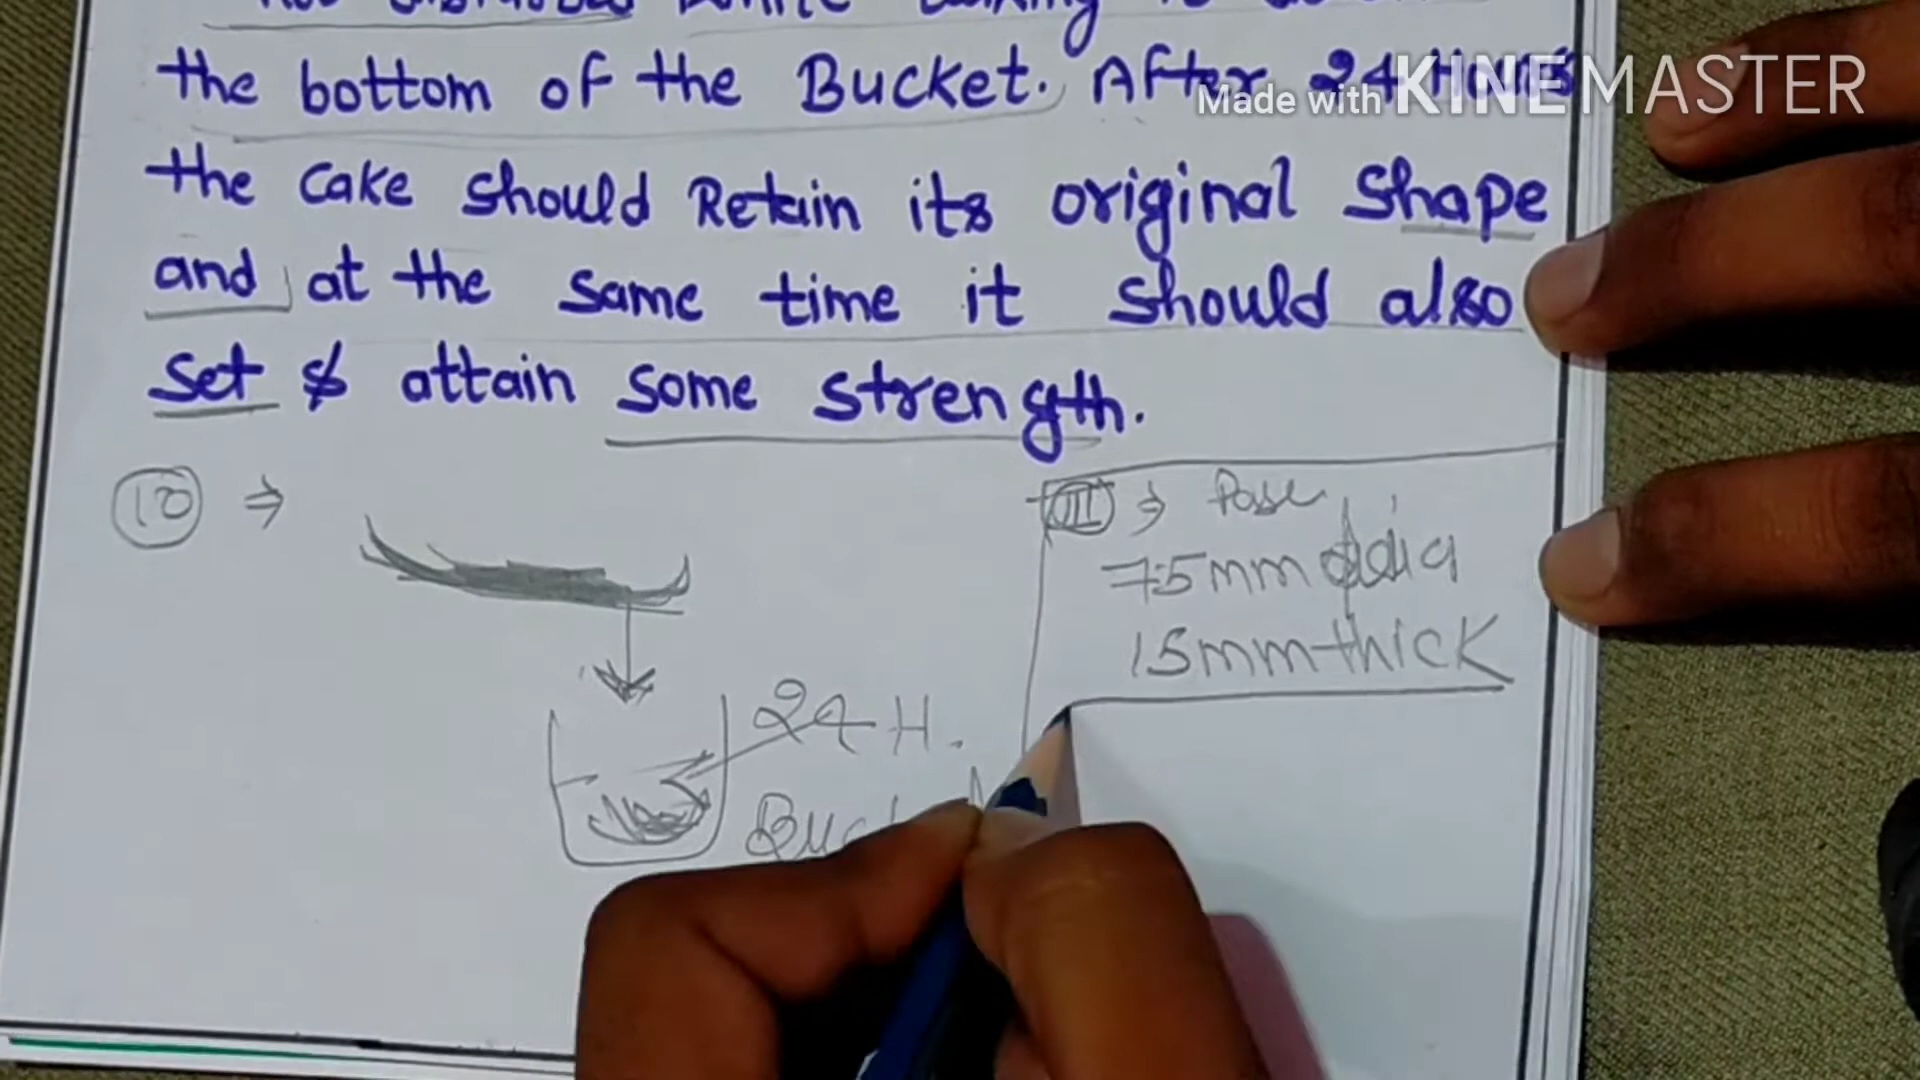 the bottom of the Bucket. After 24 Hours
Made with KINEMASTER
the cake should Retain its original shape
and at the same time it should also
set & attain some strength.
10 ⇒
11 ⇒
75mm dia
15mm thick
24 H.